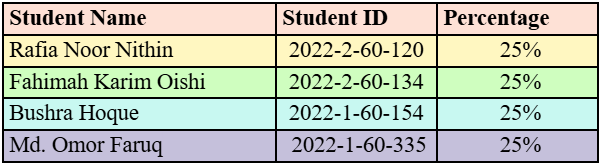 Student Name Student ID Percentage
Rafia Noor Nithin 2022-2-60-120 25%
Fahimah Karim Oishi 2022-2-60-134 25%
Bushra Hoque 2022-1-60-154 25%
Md. Omor Faruq 2022-1-60-335 25%